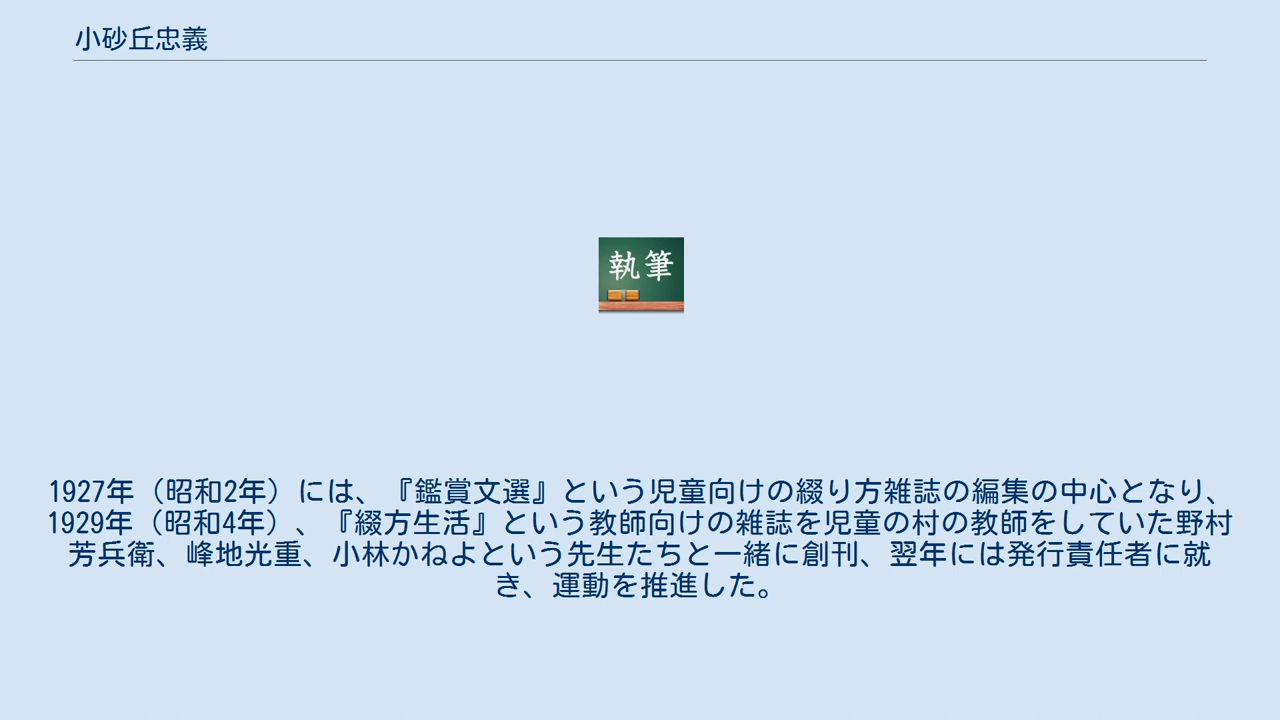 小砂丘忠義
執筆
1927年（昭和2年）には、『鑑賞文選』という児童向けの綴り方雑誌の編集の中心となり、
1929年（昭和4年）、『綴方生活』という教師向けの雑誌を児童の村の教師をしていた野村
芳兵衛、峰地光重、小林かねよという先生たちと一緒に創刊、翌年には発行責任者に就
き、運動を推進した。